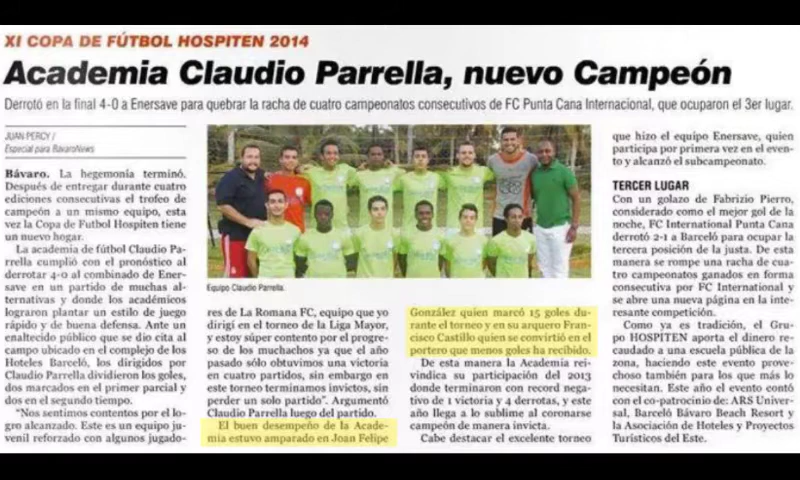 XI COPA DE FÚTBOL HOSPITEN 2014
Academia Claudio Parrella, nuevo Campeón
Derrotó en la final 4-0 a Enersave para quebrar la racha de cuatro campeonatos consecutivos de FC Punta Cana Internacional, que ocuparon el 3er lugar.
JUAN PERCY /
Especial para BávaroNews
Bávaro. La hegemonía terminó.
Después de entregar durante cuatro
ediciones consecutivas el trofeo de
campeón a un mismo equipo, esta
vez la Copa de Futbol Hospiten tiene
un nuevo hogar.
La academia de fútbol Claudio Pa-
rrella cumplió con el pronóstico al
derrotar 4-0 al combinado de Ener-
save en un partido de muchas al-
ternativas y donde los académicos
lograron plantar un estilo de juego
rápido y de buena defensa. Ante un
enaltecido público que se dio cita al
campo ubicado en el complejo de los
Hoteles Barceló, los dirigidos por
Claudio Parrella dividieron los goles,
dos marcados en el primer parcial y
dos en el segundo tiempo.
"Nos sentimos contentos por el lo-
gro alcanzado. Este es un equipo ju-
venil reforzado con algunos jugado-
Equipo Claudio Parrella.
res de La Romana FC, equipo que yo
dirigí en el torneo de la Liga Mayor,
y estoy súper contento por el progre-
so de los muchachos ya que el año
pasado sólo obtuvimos una victoria
en cuatro partidos, sin embargo en
este torneo terminamos invictos, sin
perder un solo partido". Argumentó
Claudio Parrella luego del partido.
El buen desempeño de la Acade-
mia estuvo amparado en Joan Felipe
González quien marcó 15 goles du-
rante el torneo y en su arquero Fran-
cisco Castillo quien se convirtió en el
portero que menos goles ha recibido.
De esta manera la Academia rei-
vindica su participación del 2013
donde terminaron con record nega-
tivo de 1 victoria y 4 derrotas, y este
año llega a lo sublime al coronarse
campeón de manera invicta.
Cabe destacar el excelente torneo
que hizo el equipo Enersave, quien
participa por primera vez en el even-
to y alcanzó el subcampeonato.
TERCER LUGAR
Con un golazo de Fabrizio Pierro,
considerado como el mejor gol de la
noche, FC International Punta Cana
derrotó 2-1 a Barceló para ocupar la
tercera posición de la justa. De esta
manera se rompe una racha de cua-
tro campeonatos ganados en forma
consecutiva por FC International y
se abre una nueva página en la inte-
resante competición.
Como ya es tradición, el Gru-
po HOSPITEN aporta el dinero re-
caudado a una escuela pública de la
zona, haciendo este evento prove-
choso también para los que más lo
necesitan. Este año el evento contó
con el co-patrocinio de: ARS Univer-
sal, Barceló Bávaro Beach Resort y
la Asociación de Hoteles y Proyectos
Turísticos del Este.